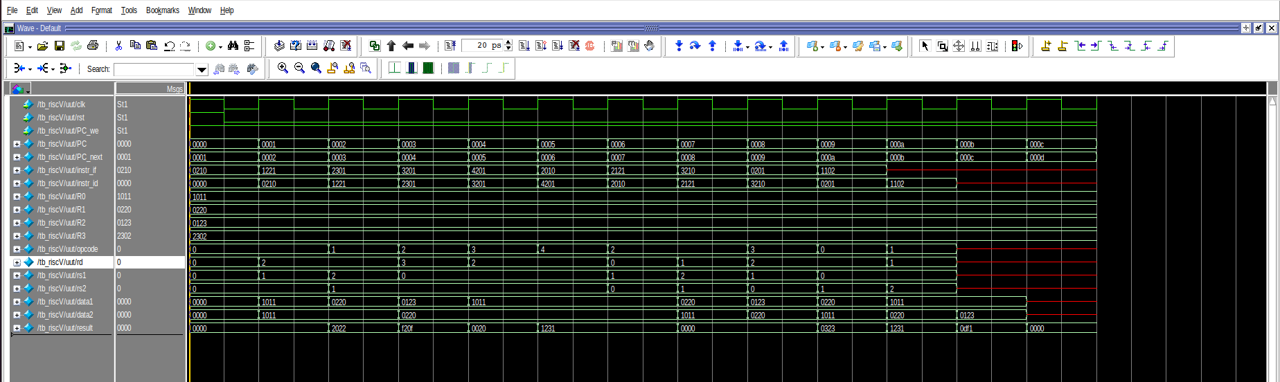 File Edit View Add Format Tools Bookmarks Window Help
Wave - Default
20 ps
Search:
Msgs
/tb_riscV/uut/clk St1
/tb_riscV/uut/rst St1
/tb_riscV/uut/PC_we St1
/tb_riscV/uut/PC 0000 0000 0001 0002 0003 0004 0005 0006 0007 0008 0009 000a 000b 000c
/tb_riscV/uut/PC_next 0001 0001 0002 0003 0004 0005 0006 0007 0008 0009 000a 000b 000c 000d
/tb_riscV/uut/instr_if 0210 0210 1221 2301 3201 4201 2010 2121 3210 0201 1102
/tb_riscV/uut/instr_id 0000 0000 0210 1221 2301 3201 4201 2010 2121 3210 0201 1102
/tb_riscV/uut/R0 1011 1011
/tb_riscV/uut/R1 0220 0220
/tb_riscV/uut/R2 0123 0123
/tb_riscV/uut/R3 2302 2302
/tb_riscV/uut/opcode 0 0 1 2 3 4 2 3 0 1
/tb_riscV/uut/rd 0 0 2 3 2 0 1 2 1
/tb_riscV/uut/rs1 0 0 1 2 0 1 2 1 0
/tb_riscV/uut/rs2 0 0 1 0 1 0 1 2
/tb_riscV/uut/data1 0000 0000 1011 0220 0123 1011 0220 0123 0220 1011
/tb_riscV/uut/data2 0000 0000 1011 0220 1011 0220 1011 0220 0123
/tb_riscV/uut/result 0000 0000 2022 f20f 0020 1231 0000 0323 1231 0df1 0000